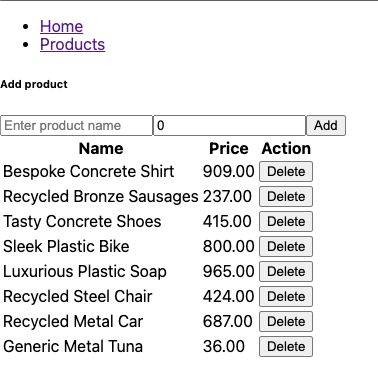 Home
Products
Add product
Enter product name 0 Add
Name Price Action
Bespoke Concrete Shirt 909.00 Delete
Recycled Bronze Sausages 237.00 Delete
Tasty Concrete Shoes 415.00 Delete
Sleek Plastic Bike 800.00 Delete
Luxurious Plastic Soap 965.00 Delete
Recycled Steel Chair 424.00 Delete
Recycled Metal Car 687.00 Delete
Generic Metal Tuna 36.00 Delete